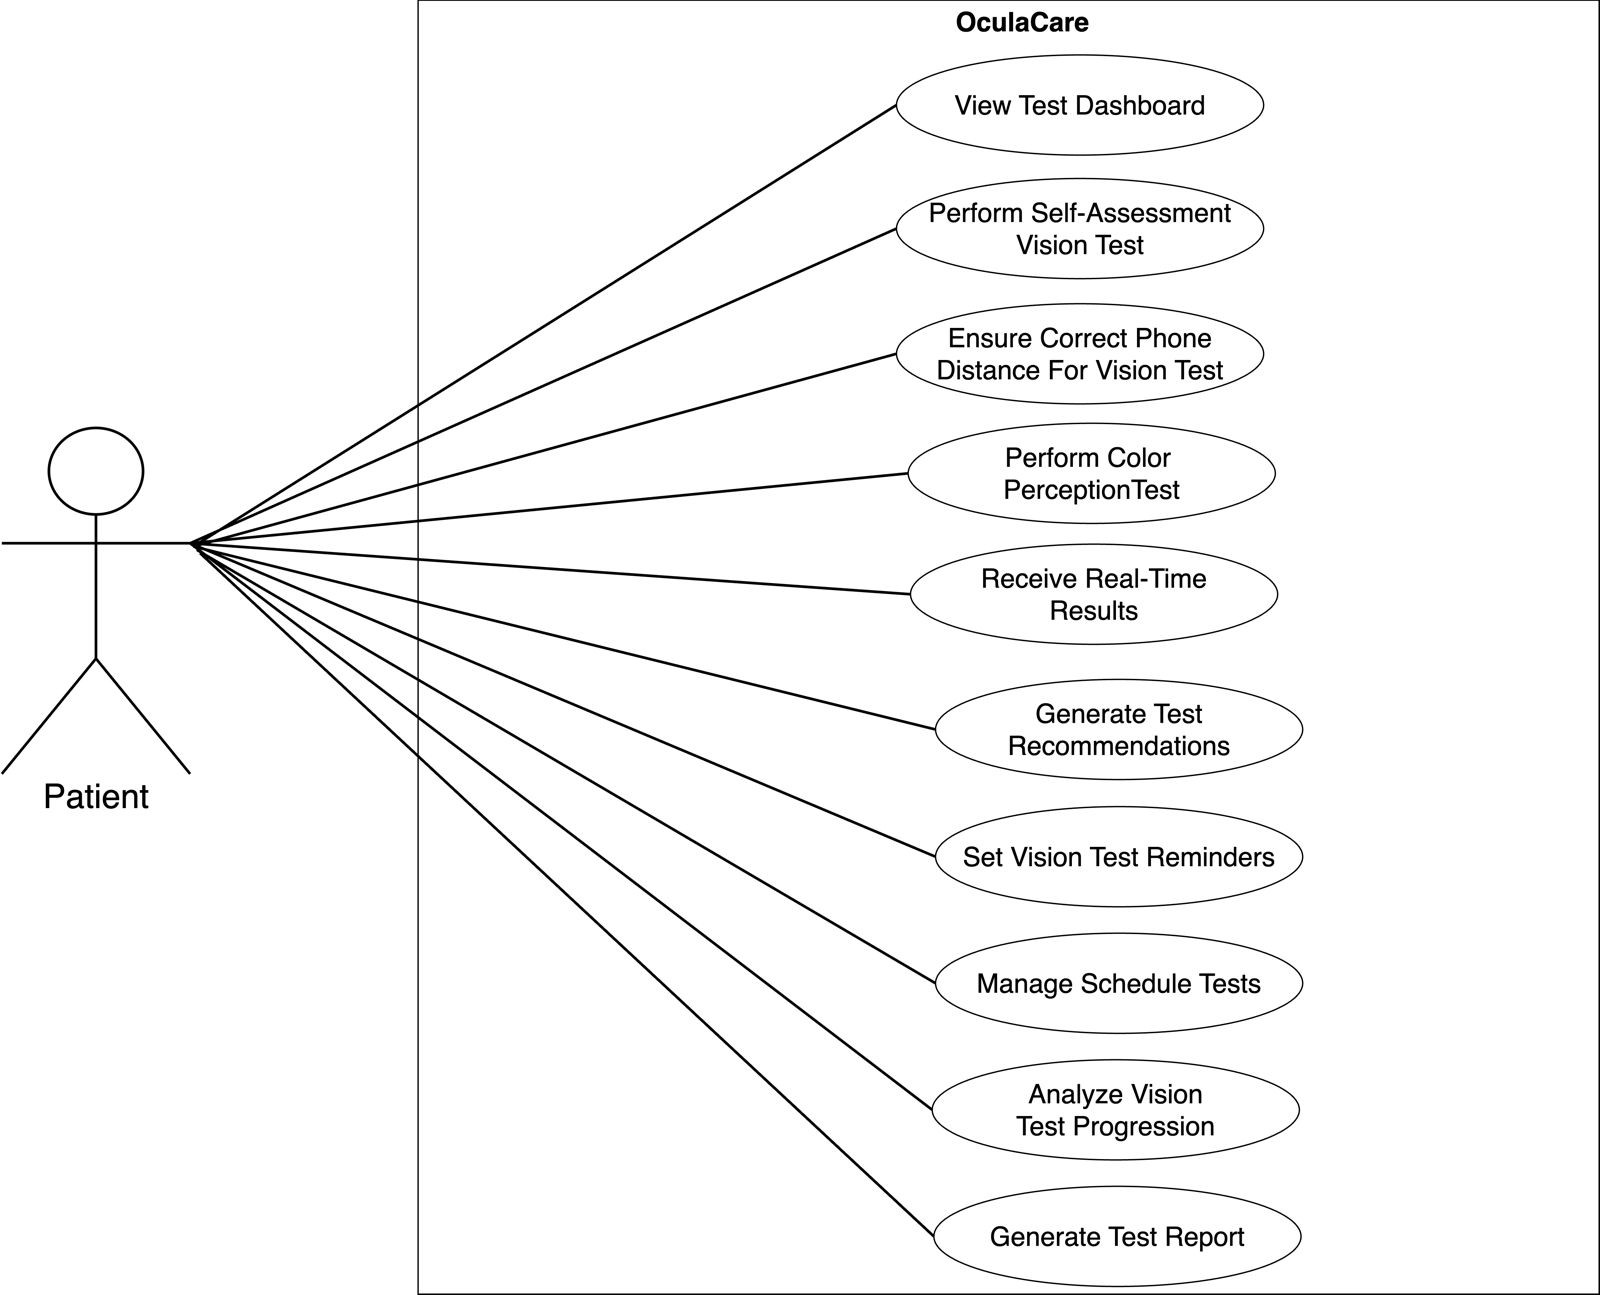 OculaCare
View Test Dashboard
Perform Self-Assessment
Vision Test
Ensure Correct Phone
Distance For Vision Test
Perform Color
PerceptionTest
Receive Real-Time
Results
Generate Test
Recommendations
Set Vision Test Reminders
Manage Schedule Tests
Analyze Vision
Test Progression
Generate Test Report
Patient